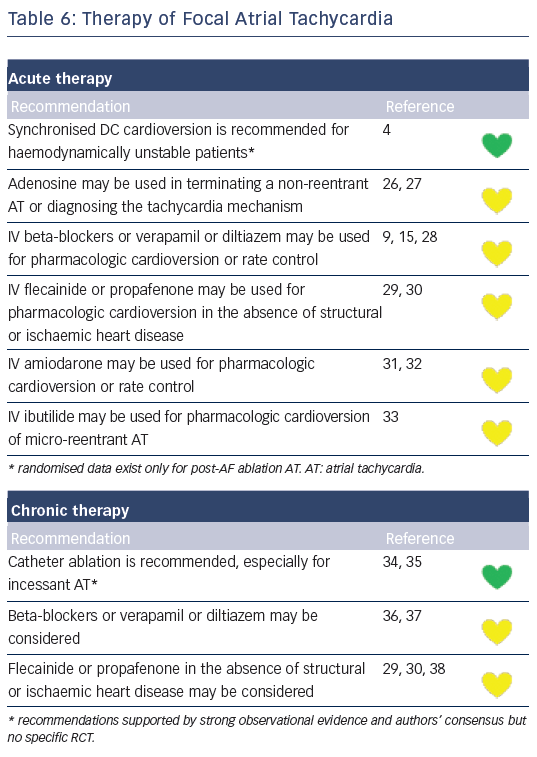 Table 6: Therapy of Focal Atrial Tachycardia
Acute therapy
Recommendation Reference
Synchronised DC cardioversion is recommended for 4
haemodynamically unstable patients*
Adenosine may be used in terminating a non-reentrant 26, 27
AT or diagnosing the tachycardia mechanism
IV beta-blockers or verapamil or diltiazem may be used 9, 15, 28
for pharmacologic cardioversion or rate control
IV flecainide or propafenone may be used for 29, 30
pharmacologic cardioversion in the absence of structural
or ischaemic heart disease
IV amiodarone may be used for pharmacologic 31, 32
cardioversion or rate control
IV ibutilide may be used for pharmacologic cardioversion 33
of micro-reentrant AT
* randomised data exist only for post-AF ablation AT. AT: atrial tachycardia.
Chronic therapy
Recommendation Reference
Catheter ablation is recommended, especially for 34, 35
incessant AT*
Beta-blockers or verapamil or diltiazem may be 36, 37
considered
Flecainide or propafenone in the absence of structural 29, 30, 38
or ischaemic heart disease may be considered
* recommendations supported by strong observational evidence and authors' consensus but
no specific RCT.